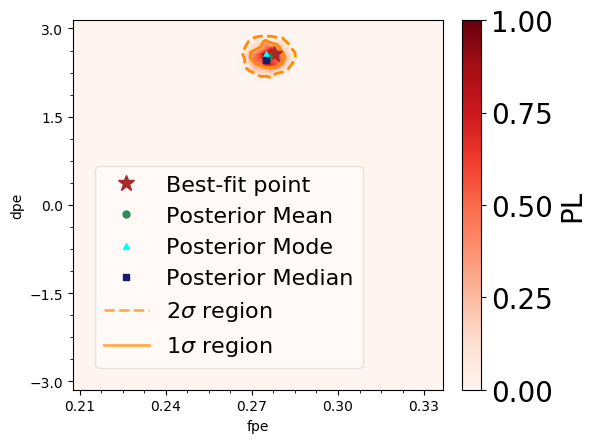 3.0
1.5
0.0
−1.5
−3.0
dpe
0.21
0.24
0.27
0.30
0.33
fpe
Best-fit point
Posterior Mean
Posterior Mode
Posterior Median
2σ region
1σ region
1.00
0.75
0.50
0.25
0.00
PL